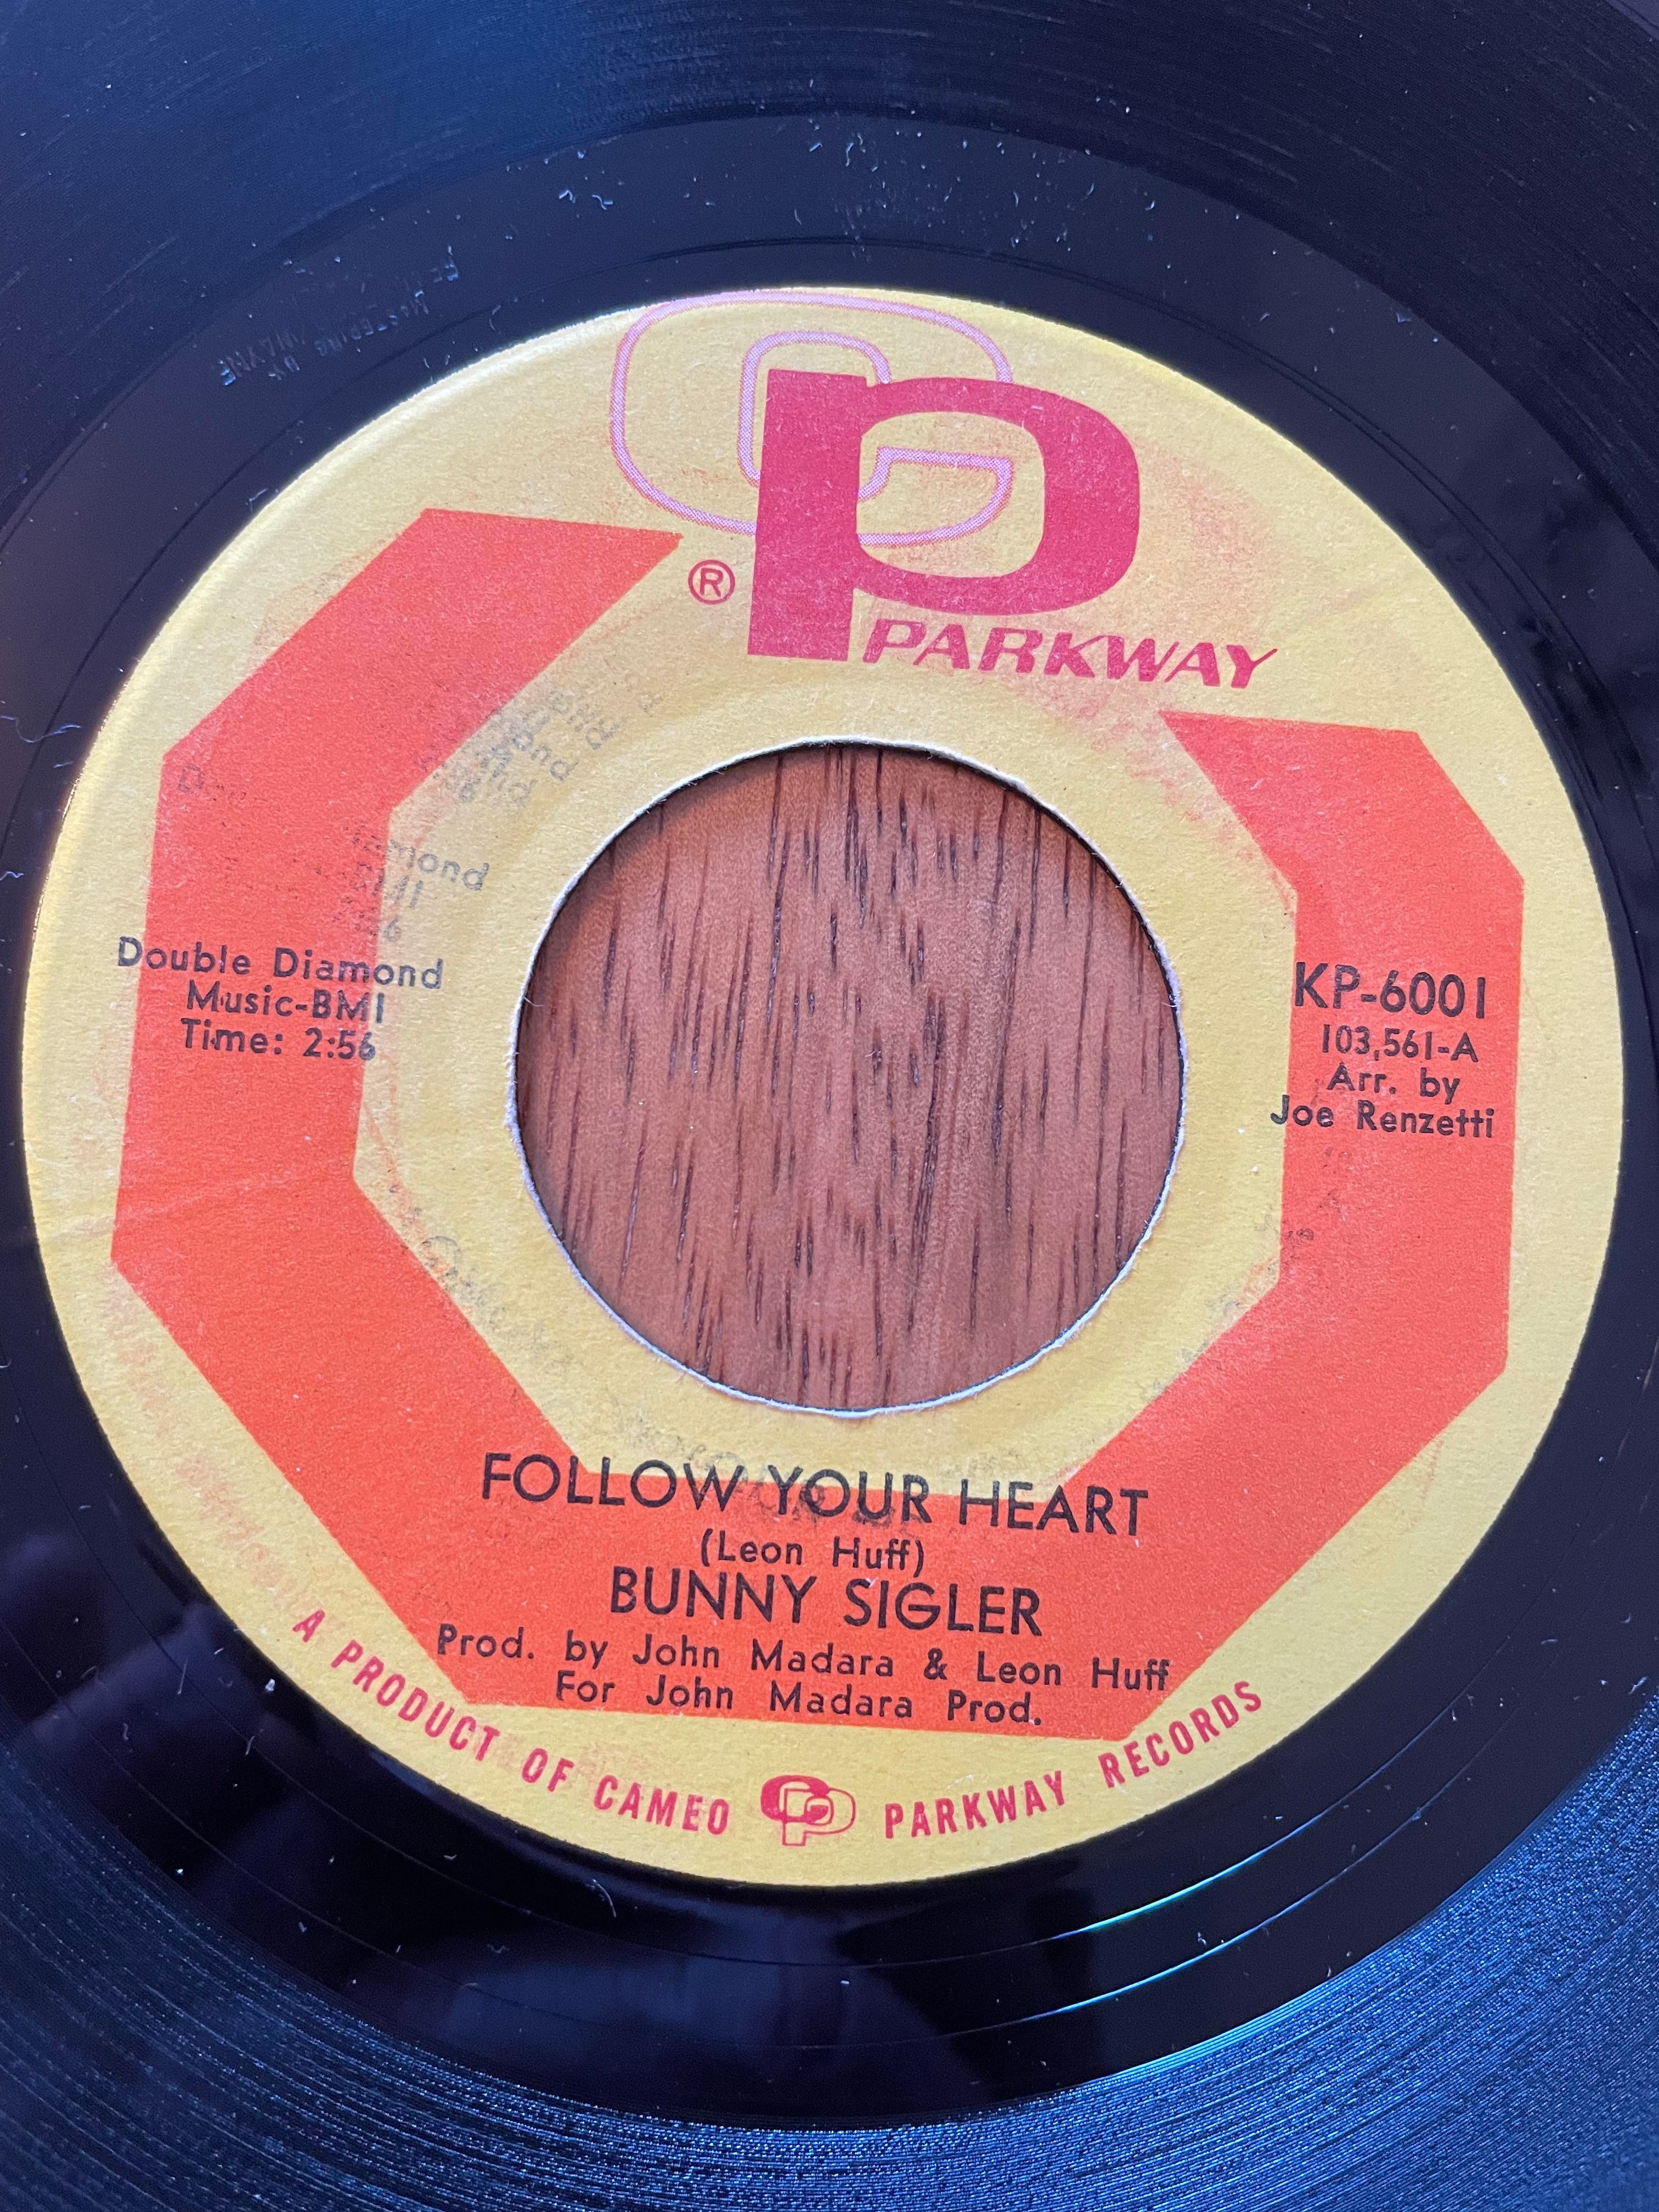 ®
PARKWAY
Double Diamond
Music-BMI
Time: 2:56
KP-6001
103,561-A
Arr. by
Joe Renzetti
FOLLOW YOUR HEART
(Leon Huff)
BUNNY SIGLER
Prod. by John Madara & Leon Huff
For John Madara Prod.
A PRODUCT OF CAMEO CP PARKWAY RECORDS